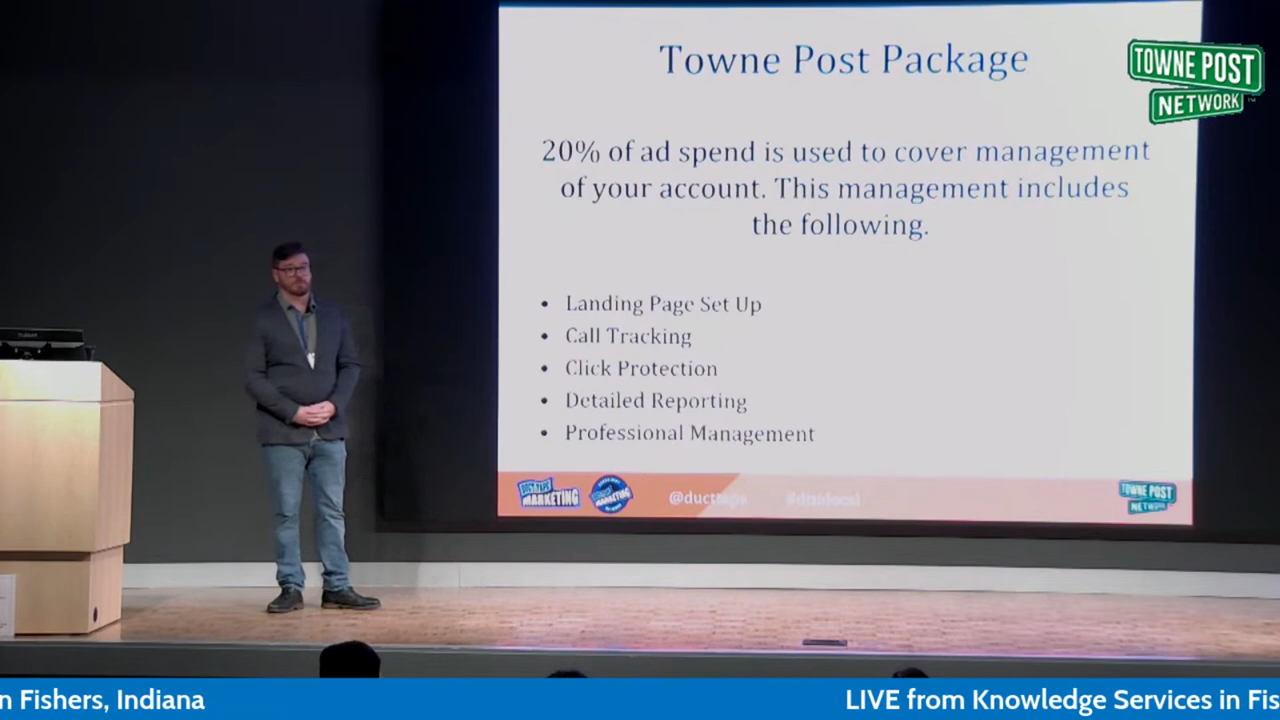 Towne Post Package
TOWNE POST
NETWORK™
20% of ad spend is used to cover management
of your account. This management includes
the following.
• Landing Page Set Up
• Call Tracking
• Click Protection
• Detailed Reporting
• Professional Management
DUCT TAPE
MARKETING
MARKETING
TOWNE POST
NETWORK
n Fishers, Indiana
LIVE from Knowledge Services in Fis